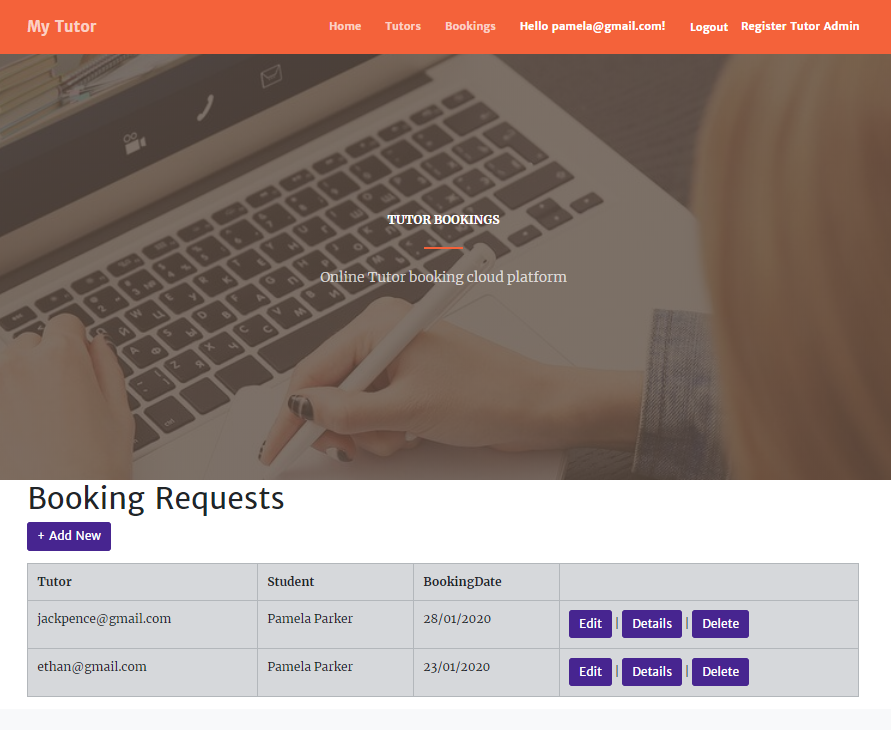 My Tutor Home Tutors Bookings Hello pamela@gmail.com! Logout Register Tutor Admin
TUTOR BOOKINGS
Online Tutor booking cloud platform
Booking Requests
+ Add New
Tutor Student BookingDate
jackpence@gmail.com Pamela Parker 28/01/2020 Edit | Details | Delete
ethan@gmail.com Pamela Parker 23/01/2020 Edit | Details | Delete